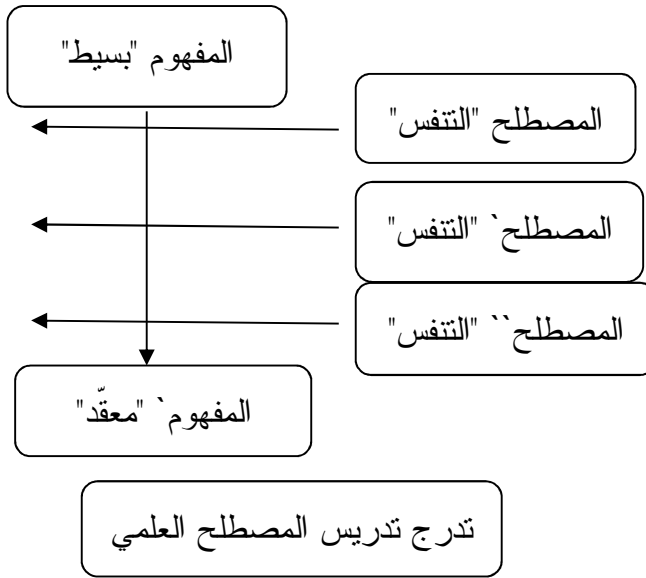 المفهوم "بسيط"
المصطلح "التنفس"
المصطلح` "التنفس"
المصطلح`` "التنفس"
المفهوم` "معقّد"
تدرج تدريس المصطلح العلمي